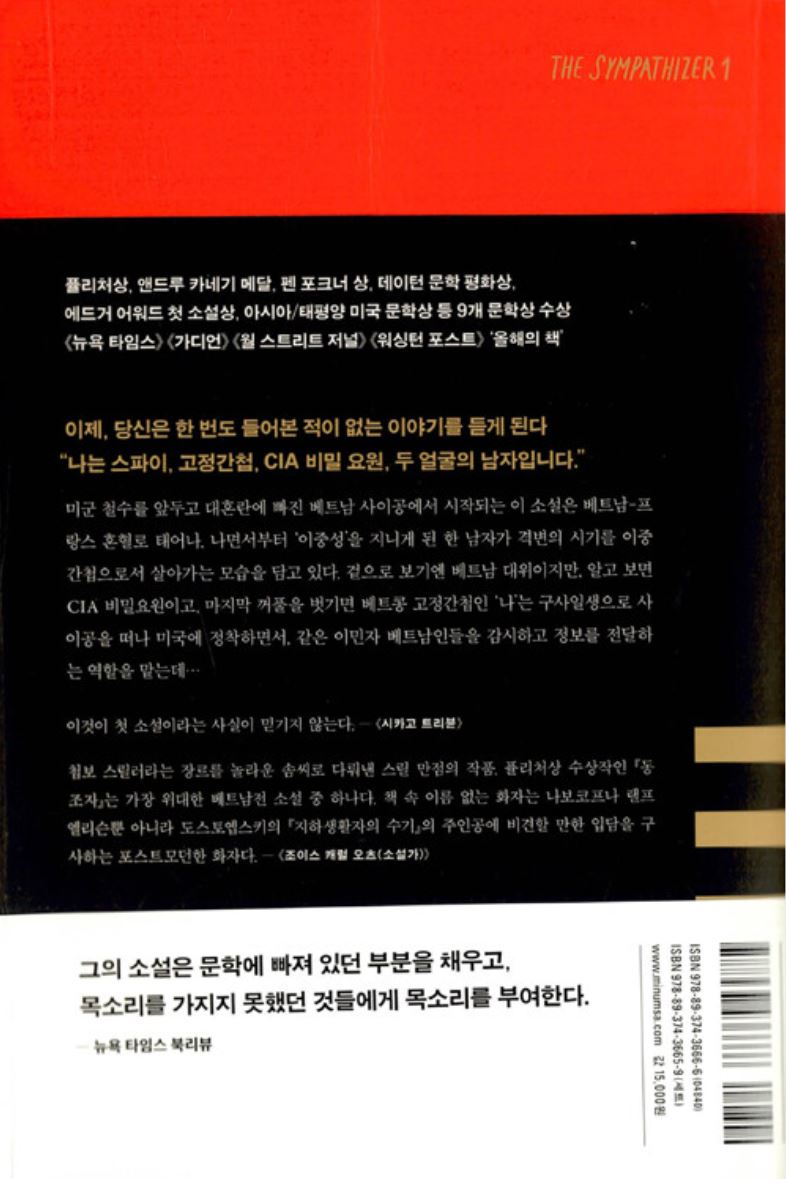 THE SYMPATHIZER 1
퓰리처상, 앤드루 카네기 메달, 펜 포크너 상, 데이턴 문학 평화상,
에드거 어워드 첫 소설상, 아시아/태평양 미국 문학상 등 9개 문학상 수상
《뉴욕 타임스》《가디언》《월 스트리트 저널》《워싱턴 포스트》 '올해의 책'
이제, 당신은 한 번도 들어본 적이 없는 이야기를 듣게 된다
“나는 스파이, 고정간첩, CIA 비밀 요원, 두 얼굴의 남자입니다.”
미군 철수를 앞두고 대혼란에 빠진 베트남 사이공에서 시작되는 이 소설은 베트남-프
랑스 혼혈로 태어나, 나면서부터 '이중성'을 지니게 된 한 남자가 격변의 시기를 이중
간첩으로서 살아가는 모습을 담고 있다. 겉으로 보기엔 베트남 대위이지만, 알고 보면
CIA 비밀요원이고, 마지막 꺼풀을 벗기면 베트콩 고정간첩인 '나'는 구사일생으로 사
이공을 떠나 미국에 정착하면서, 같은 이민자 베트남인들을 감시하고 정보를 전달하
는 역할을 맡는데…
이것이 첫 소설이라는 사실이 믿기지 않는다. ─《시카고 트리뷴》
첩보 스릴러라는 장르를 놀라운 솜씨로 다뤄낸 스릴 만점의 작품. 퓰리처상 수상작인 『동
조자』는 가장 위대한 베트남전 소설 중 하나다. 책 속 이름 없는 화자는 나보코프나 랠프
엘리슨뿐 아니라 도스토옙스키의 『지하생활자의 수기』의 주인공에 비견할 만한 입담을 구
사하는 포스트모던한 화자다. ─《조이스 캐럴 오츠(소설가)》
그의 소설은 문학에 빠져 있던 부분을 채우고,
목소리를 가지지 못했던 것들에게 목소리를 부여한다.
─ 뉴욕 타임스 북리뷰
ISBN 978-89-374-3666-6 (04840)
ISBN 978-89-374-3665-9 (세트)
www.minumsa.com 값 15,000원